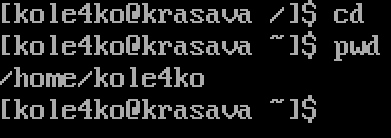 [kole4ko@krasava /]$ cd
[kole4ko@krasava ~]$ pwd
/home/kole4ko
[kole4ko@krasava ~]$